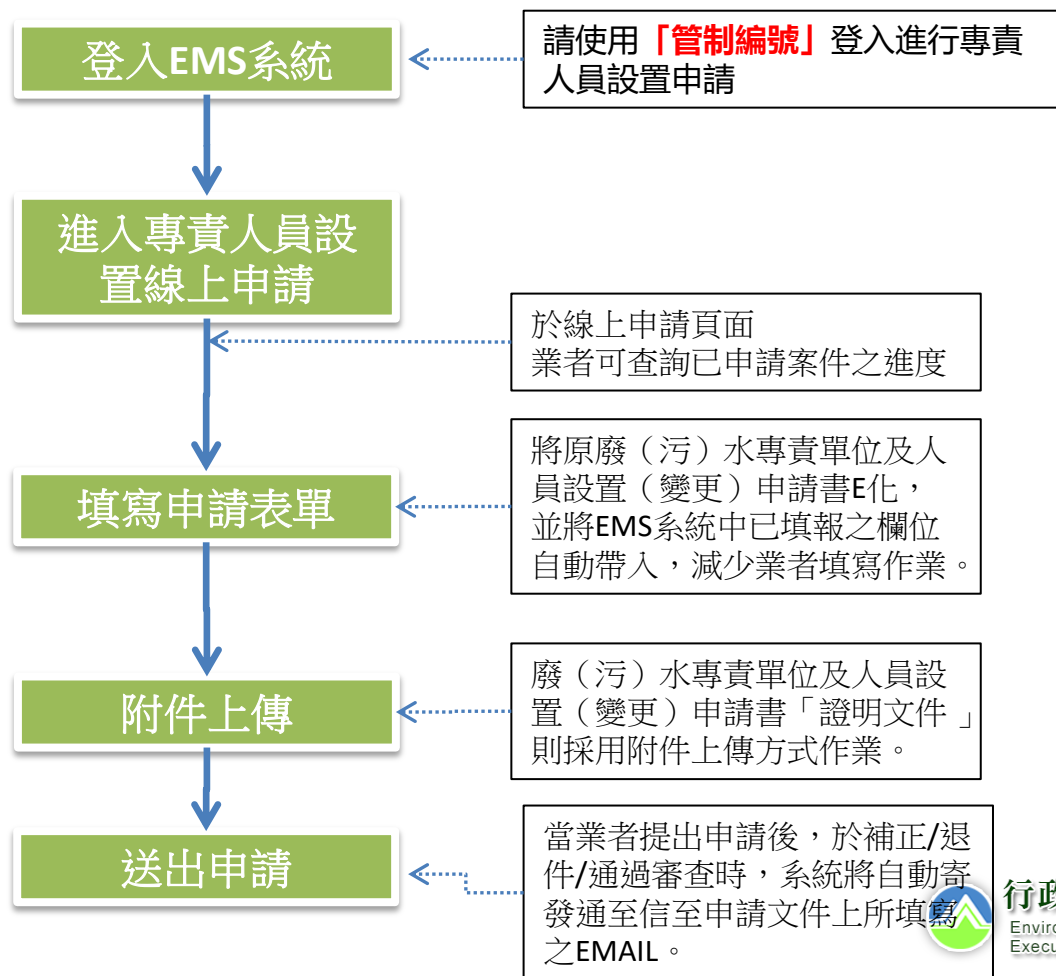 登入EMS系統
請使用「管制編號」登入進行專責
人員設置申請
進入專責人員設
置線上申請
於線上申請頁面
業者可查詢已申請案件之進度
填寫申請表單
將原廢（污）水專責單位及人
員設置（變更）申請書E化，
並將EMS系統中已填報之欄位
自動帶入，減少業者填寫作業。
附件上傳
廢（污）水專責單位及人員設
置（變更）申請書「證明文件」
則採用附件上傳方式作業。
送出申請
當業者提出申請後，於補正/退
件/通過審查時，系統將自動寄
發通至信至申請文件上所填寫
之EMAIL。
行政
Enviro
Execu